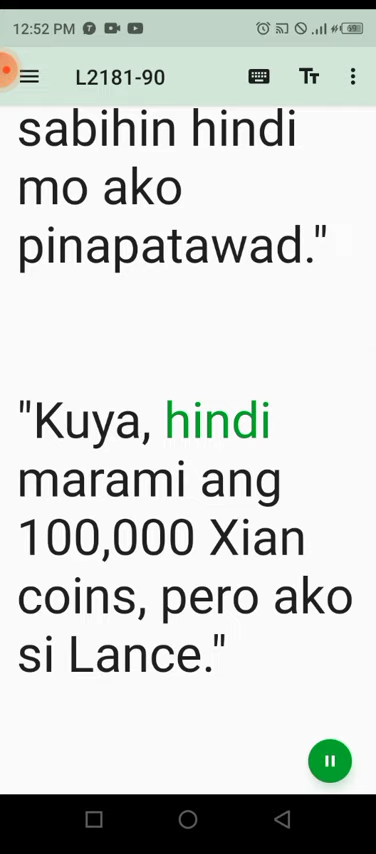 12:52 PM
L2181-90
sabihin hindi
mo ako
pinapatawad."
"Kuya, hindi
marami ang
100,000 Xian
coins, pero ako
si Lance."